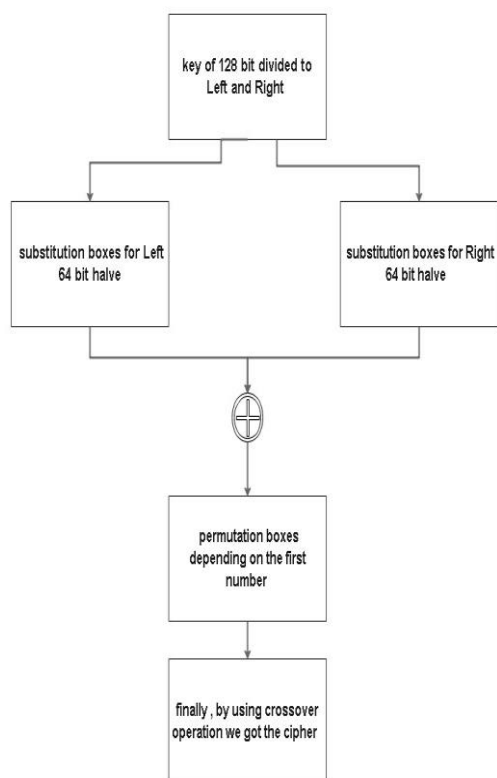 key of 128 bit divided to
Left and Right
substitution boxes for Left
64 bit halve
substitution boxes for Right
64 bit halve
permutation boxes
depending on the first
number
finally , by using crossover
operation we got the cipher